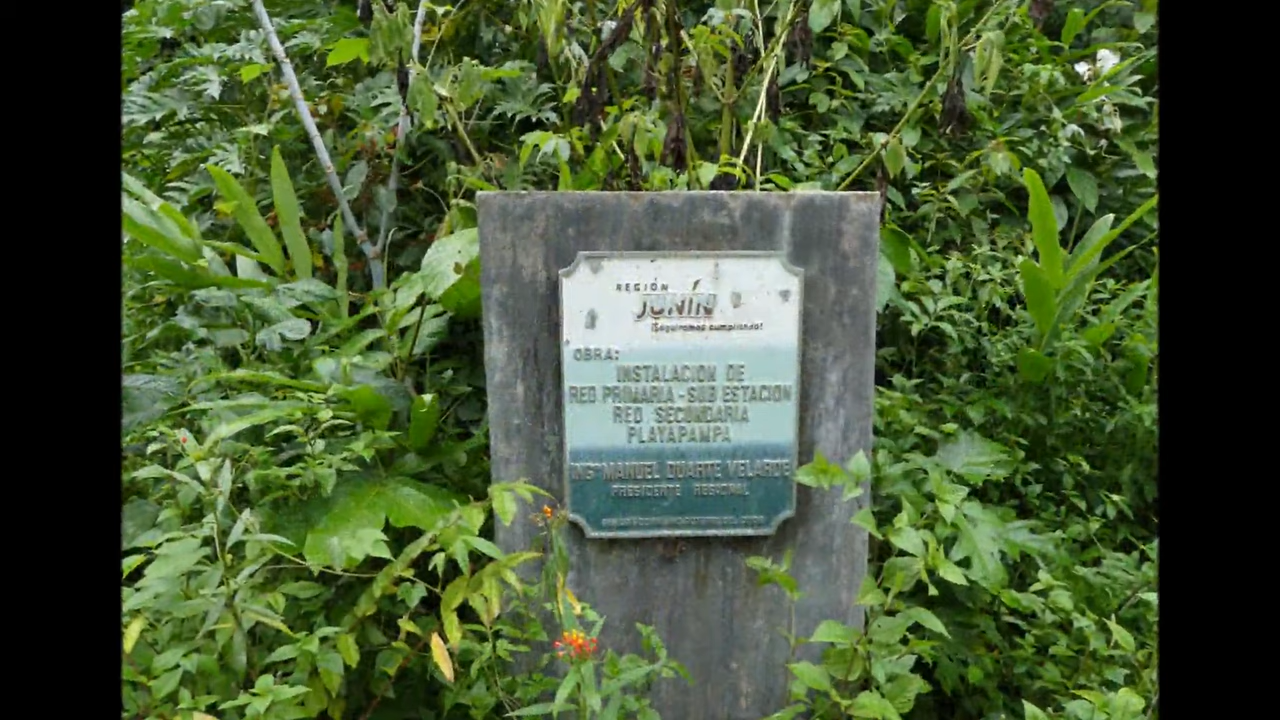 REGIÓN
JUNÍN
¡Seguiremos cumpliendo!
OBRA:
INSTALACION DE
RED PRIMARIA - SUB ESTACION
RED SECUNDARIA
PLAYAPAMPA
ING° MANUEL DUARTE VELARDE
PRESIDENTE REGIONAL